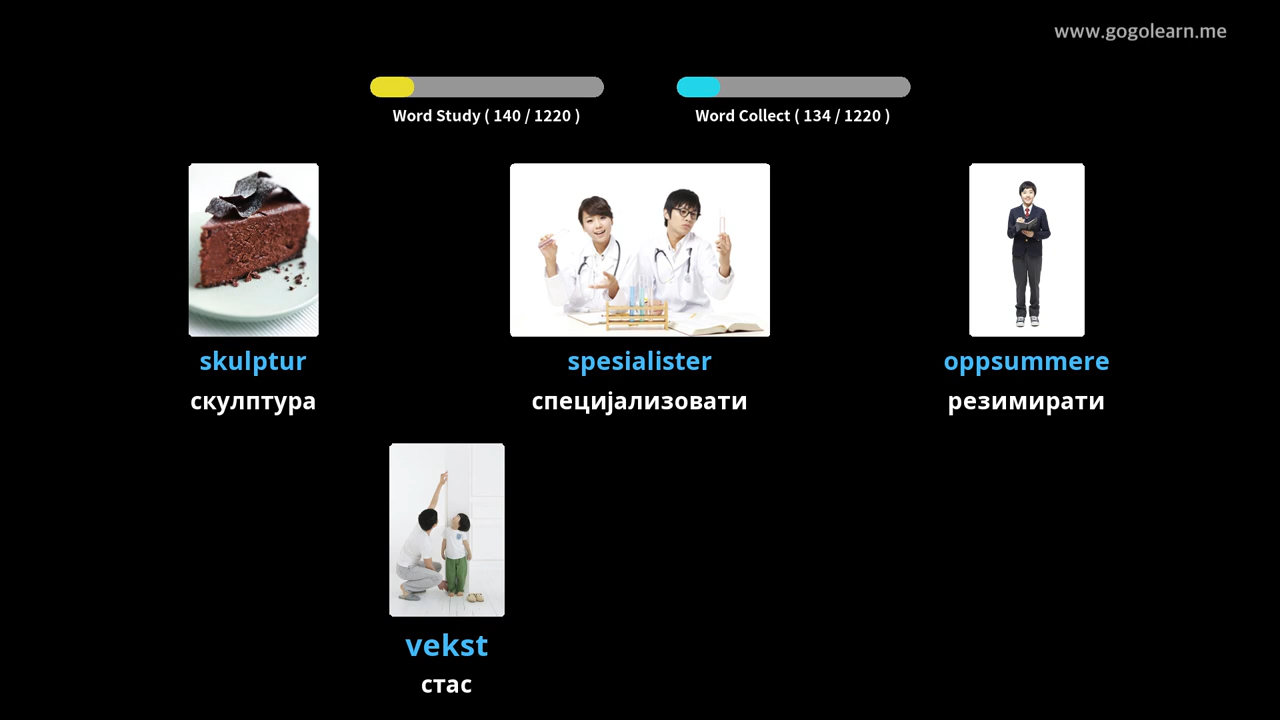 www.gogolearn.me
Word Study ( 140 / 1220 )
Word Collect ( 134 / 1220 )
skulptur
скулптура
spesialister
специјализовати
oppsummere
резимирати
vekst
стас